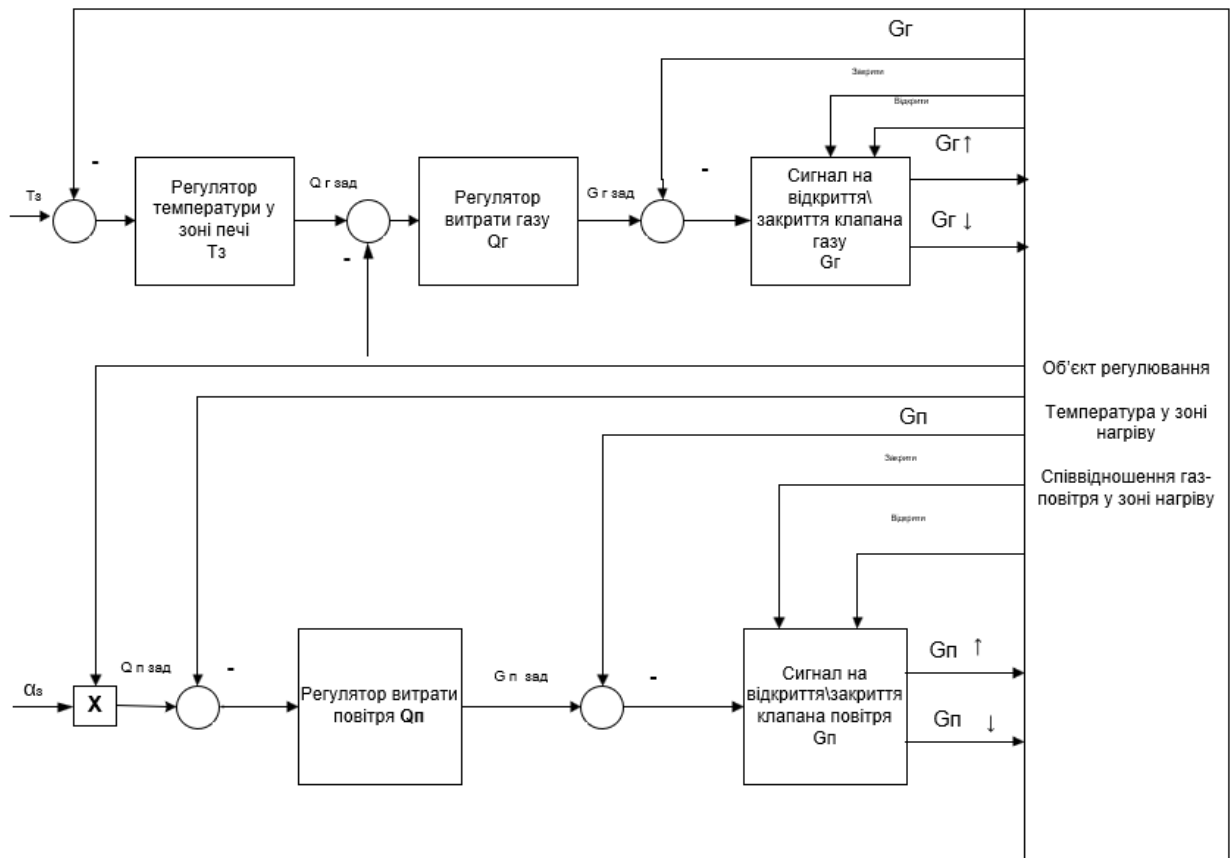 Gг
Закрити
Відкрити
Gг ↑
Gг ↓
-
Тз
Регулятор
температури у
зоні печі
Тз
Q г зад
-
Регулятор
витрати газу
Qг
G г зад
-
Сигнал на
відкриття\
закриття клапана
газу
Gг
Об’єкт регулювання
Температура у зоні
нагріву
Співвідношення газ-
повітря у зоні нагріву
Gп
Закрити
Відкрити
αз
X
Q п зад
-
Регулятор витрати
повітря Qп
G п зад
-
Сигнал на
відкриття\закриття
клапана повітря
Gп
Gп ↑
Gп ↓